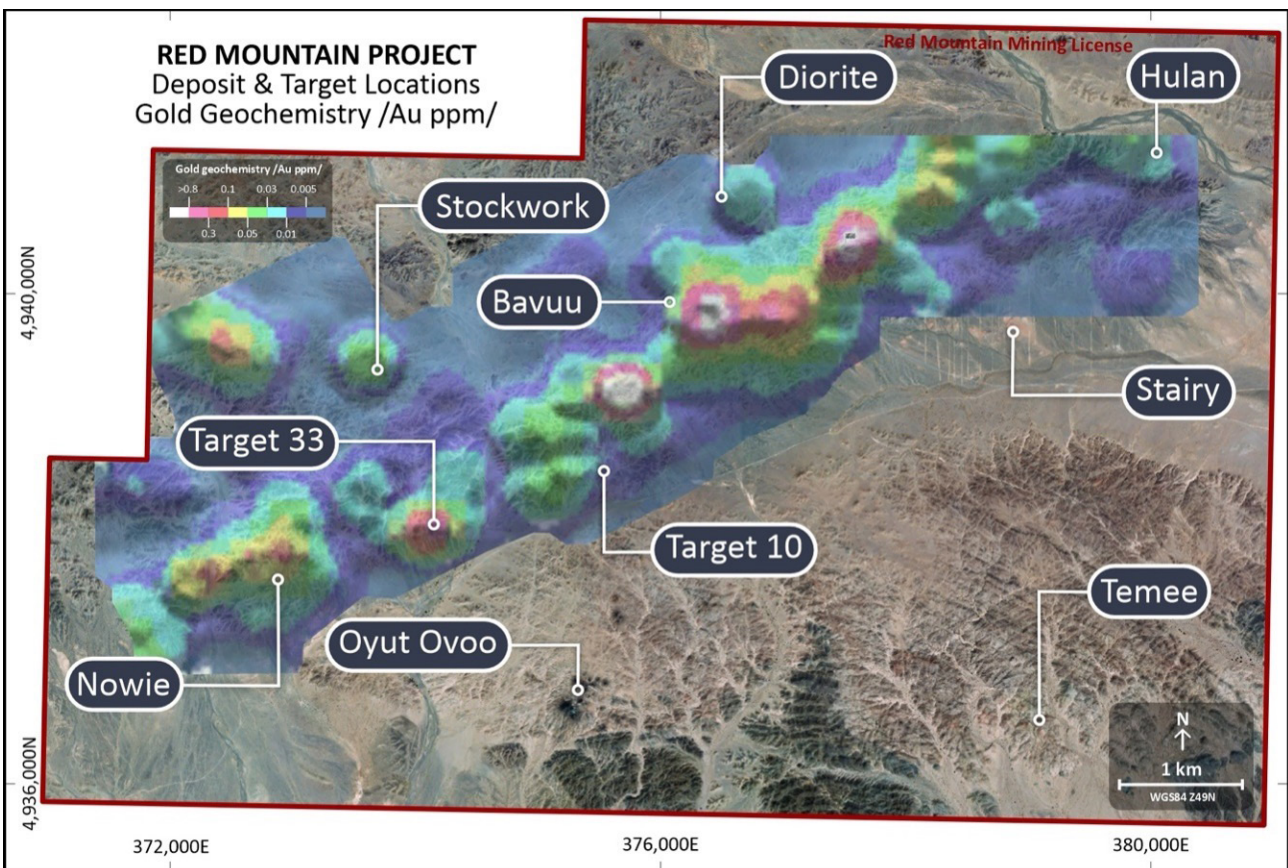 RED MOUNTAIN PROJECT
Deposit & Target Locations
Gold Geochemistry /Au ppm/
Red Mountain Mining License
Diorite
Hulan
Gold geochemistry /Au ppm/
>0.8 0.1 0.03 0.005
0.3 0.05 0.01
Stockwork
Bavuu
Stairy
Target 33
Target 10
Temee
Oyut Ovoo
Nowie
N
1 km
WGS84 Z49N
4,940,000N
4,936,000N
372,000E
376,000E
380,000E